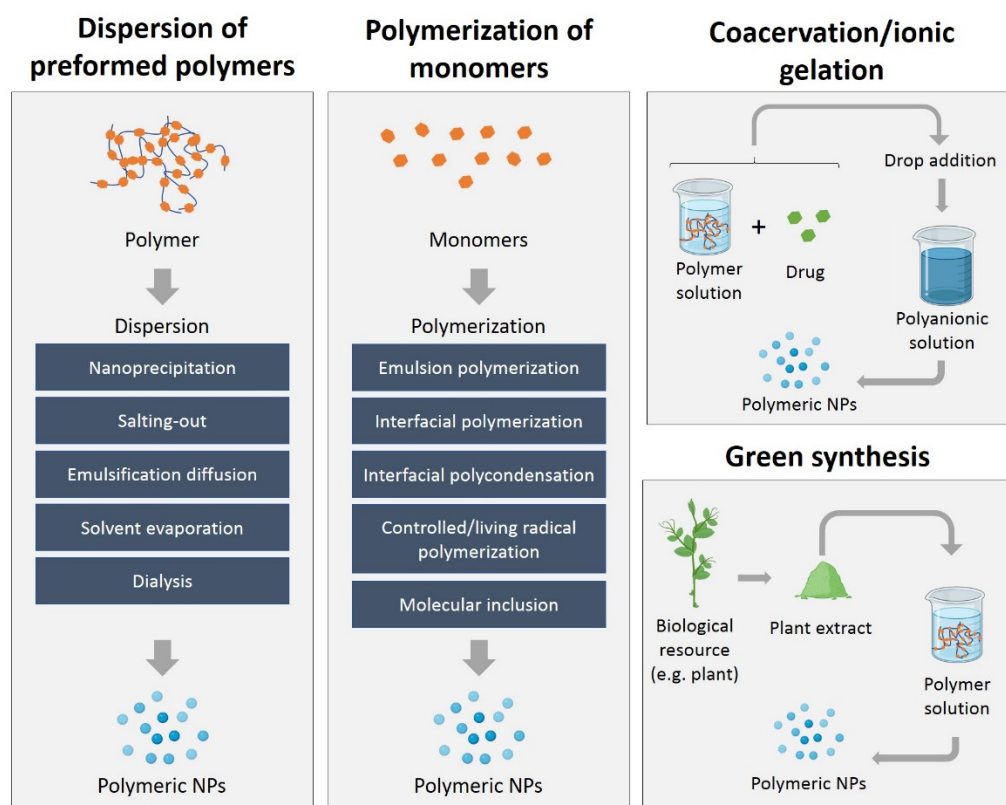 Dispersion of
preformed polymers
Polymer
Dispersion
Nanoprecipitation
Salting-out
Emulsification diffusion
Solvent evaporation
Dialysis
Polymeric NPs
Polymerization of
monomers
Monomers
Polymerization
Emulsion polymerization
Interfacial polymerization
Interfacial polycondensation
Controlled/living radical
polymerization
Molecular inclusion
Polymeric NPs
Coacervation/ionic
gelation
Drop addition
+
Polymer
solution
Drug
Polyanionic
solution
Polymeric NPs
Green synthesis
Biological
resource
(e.g. plant)
Plant extract
Polymer
solution
Polymeric NPs